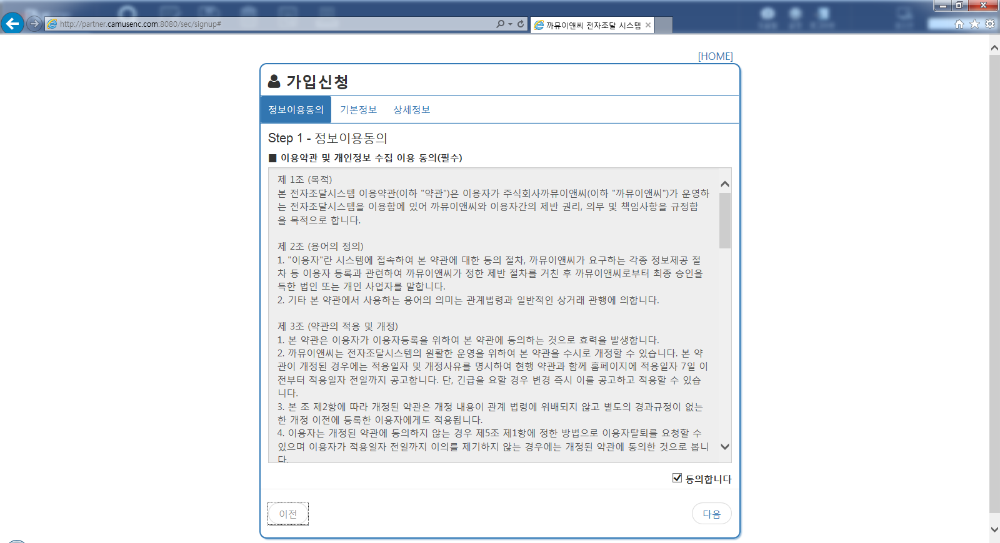 http://partner.camusenc.com:8080/sec/signup#
까뮤이앤씨 전자조달 시스템
[HOME]
가입신청
정보이용동의 기본정보 상세정보
Step 1 - 정보이용동의
■ 이용약관 및 개인정보 수집 이용 동의(필수)
제 1조 (목적)
본 전자조달시스템 이용약관(이하 "약관")은 이용자가 주식회사까뮤이앤씨(이하 "까뮤이앤씨")가 운영하
는 전자조달시스템을 이용함에 있어 까뮤이앤씨와 이용자간의 제반 권리, 의무 및 책임사항을 규정함
을 목적으로 합니다.
제 2조 (용어의 정의)
1. "이용자"란 시스템에 접속하여 본 약관에 대한 동의 절차, 까뮤이앤씨가 요구하는 각종 정보제공 절
차 등 이용자 등록과 관련하여 까뮤이앤씨가 정한 제반 절차를 거친 후 까뮤이앤씨로부터 최종 승인을
득한 법인 또는 개인 사업자를 말합니다.
2. 기타 본 약관에서 사용하는 용어의 의미는 관계법령과 일반적인 상거래 관행에 의합니다.
제 3조 (약관의 적용 및 개정)
1. 본 약관은 이용자가 이용자등록을 위하여 본 약관에 동의하는 것으로 효력을 발생합니다.
2. 까뮤이앤씨는 전자조달시스템의 원활한 운영을 위하여 본 약관을 수시로 개정할 수 있습니다. 본 약
관이 개정된 경우에는 적용일자 및 개정사유를 명시하여 현행 약관과 함께 홈페이지에 적용일자 7일 이
전부터 적용일자 전일까지 공고합니다. 단, 긴급을 요할 경우 변경 즉시 이를 공고하고 적용할 수 있습
니다.
3. 본 조 제2항에 따라 개정된 약관은 개정 내용이 관계 법령에 위배되지 않고 별도의 경과규정이 없는
한 개정 이전에 등록한 이용자에게도 적용됩니다.
4. 이용자는 개정된 약관에 동의하지 않는 경우 제5조 제1항에 정한 방법으로 이용자탈퇴를 요청할 수
있으며 이용자가 적용일자 전일까지 이의를 제기하지 않는 경우에는 개정된 약관에 동의한 것으로 봅니
다.
동의합니다
이전 다음